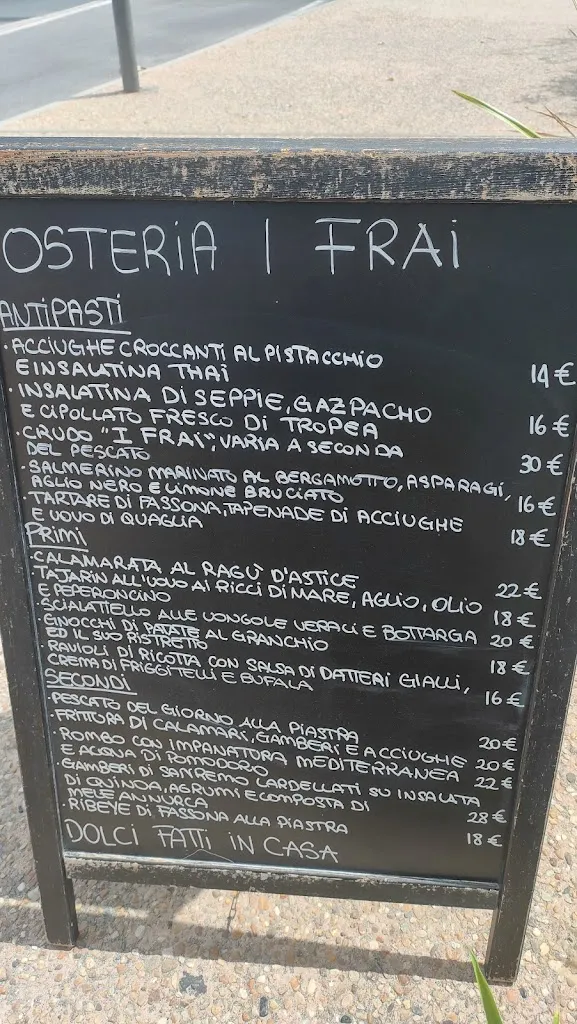 OSTERIA I FRAI
ANTIPASTI
· ACCIUGHE CROCCANTI AL PISTACCHIO
E INSALATINA THAI 14 €
· INSALATINA DI SEPPIE, GAZPACHO
E CIPOLLATO FRESCO DI TROPEA 16 €
· CRUDO "I FRAI", VARIA A SECONDA
DEL PESCATO 30 €
· SALMERINO MARINATO AL BERGAMOTTO, ASPARAGI,
AGLIO NERO E LIMONE BRUCIATO 16 €
· TARTARE DI FASSONA, TAPENADE DI ACCIUGHE
E UOVO DI QUAGLIA 18 €
PRIMI
· CALAMARATA AL RAGÙ D'ASTICE 22 €
· TAJARIN ALL'UOVO AI RICCI DI MARE, AGLIO, OLIO
E PEPERONCINO 18 €
· SCIALATIELLO ALLE VONGOLE VERACI E BOTTARGA 20 €
· GNOCCHI DI PATATE AL GRANCHIO
ED IL SUO RISTRETTO 18 €
· RAVIOLI DI RICOTTA CON SALSA DI DATTERI GIALLI,
CREMA DI FRIGGITELLI E BUFALA 16 €
SECONDI
· PESCATO DEL GIORNO ALLA PIASTRA 20 €
· FRITTURA DI CALAMARI, GAMBERI E ACCIUGHE 20 €
· ROMBO CON IMPANATURA MEDITERRANEA 22 €
E ACQUA DI POMODORO
· GAMBERI DI SANREMO LARDELLATI SU INSALATA
DI QUINOA, AGRUMI E COMPOSTA DI
MELE ANNURCA 28 €
· RIBEYE DI FASSONA ALLA PIASTRA 18 €
DOLCI FATTI IN CASA